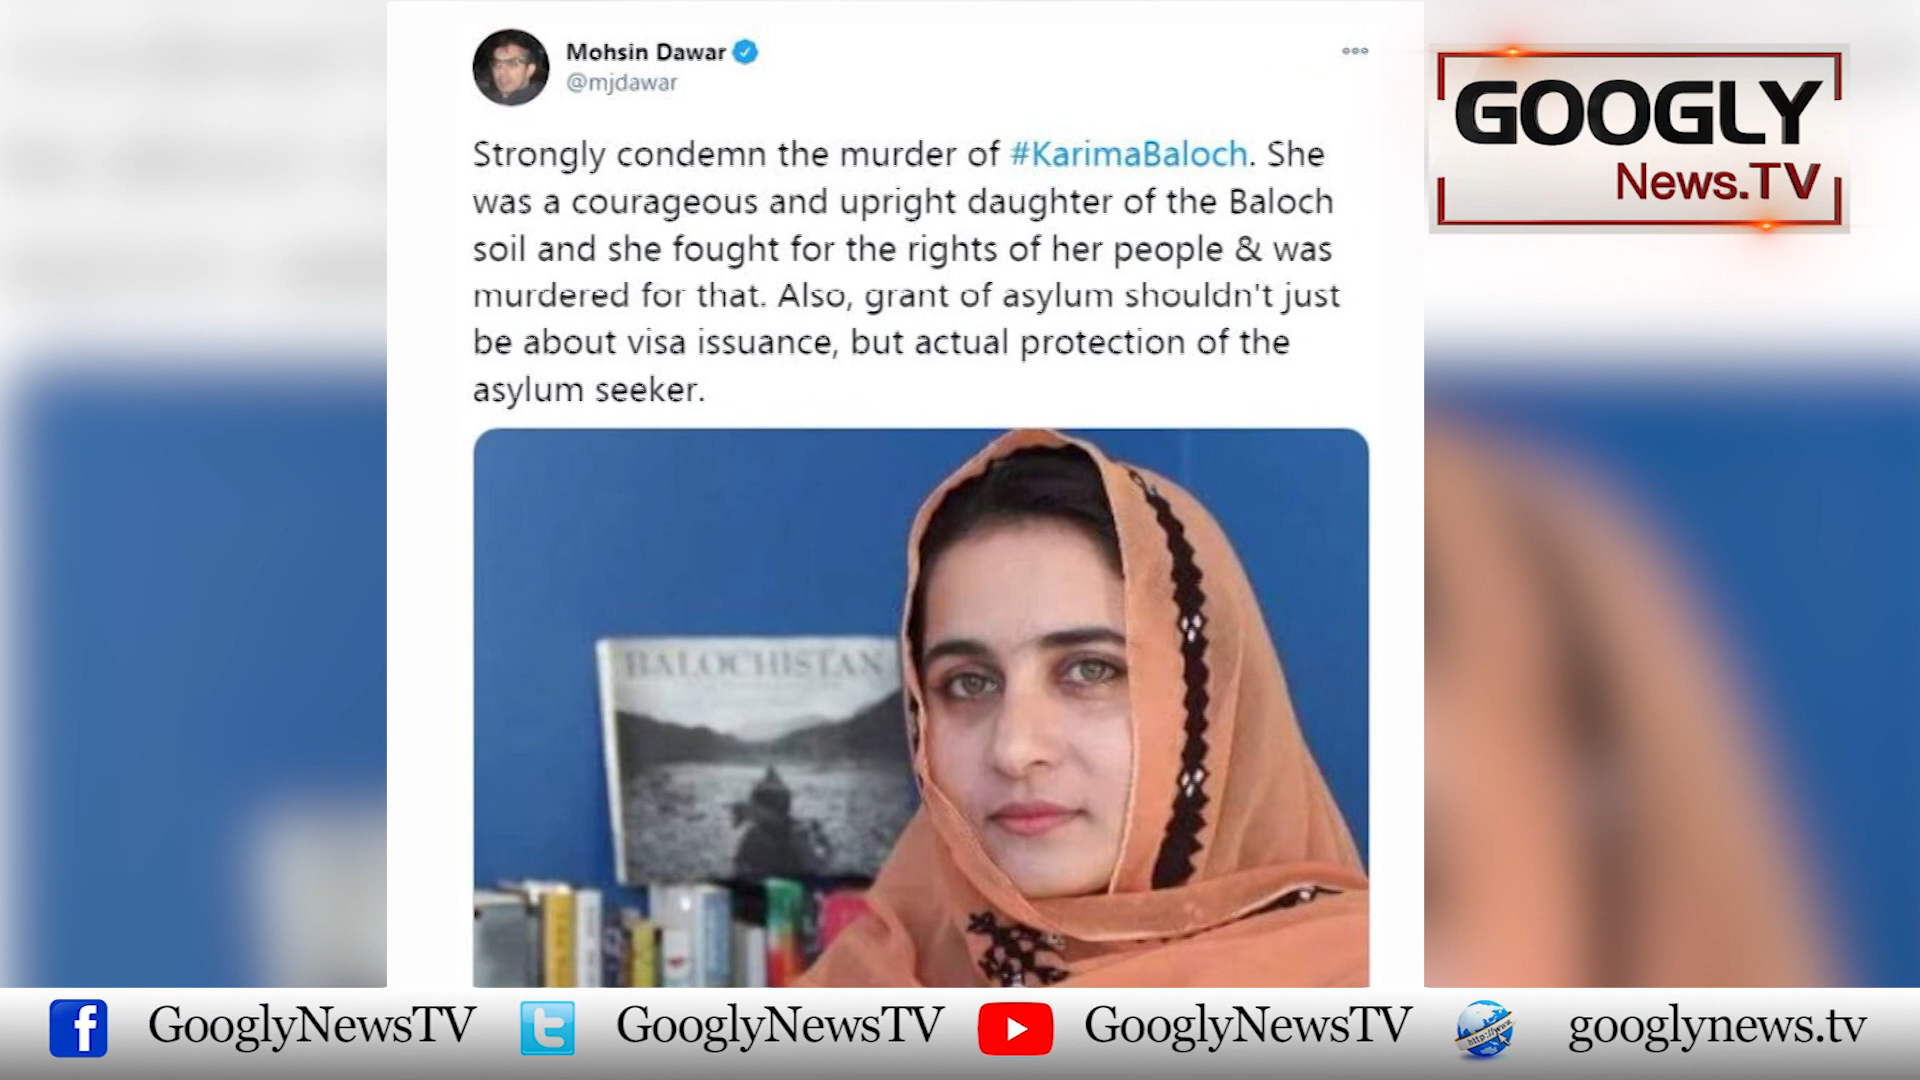 Mohsin Dawar
@mjdawar
Strongly condemn the murder of #KarimaBaloch. She
was a courageous and upright daughter of the Baloch
soil and she fought for the rights of her people & was
murdered for that. Also, grant of asylum shouldn't just
be about visa issuance, but actual protection of the
asylum seeker.
GOOGLY
News.TV
BALOCHISTAN
GooglyNewsTV
GooglyNewsTV
GooglyNewsTV
googlynews.tv